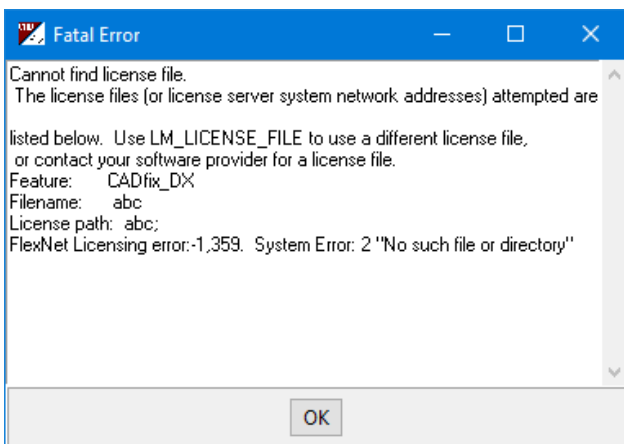 Fatal Error
Cannot find license file.
The license files (or license server system network addresses) attempted are
listed below. Use LM_LICENSE_FILE to use a different license file,
or contact your software provider for a license file.
Feature: CADfix_DX
Filename: abc
License path: abc;
FlexNet Licensing error:-1,359. System Error: 2 "No such file or directory"
OK